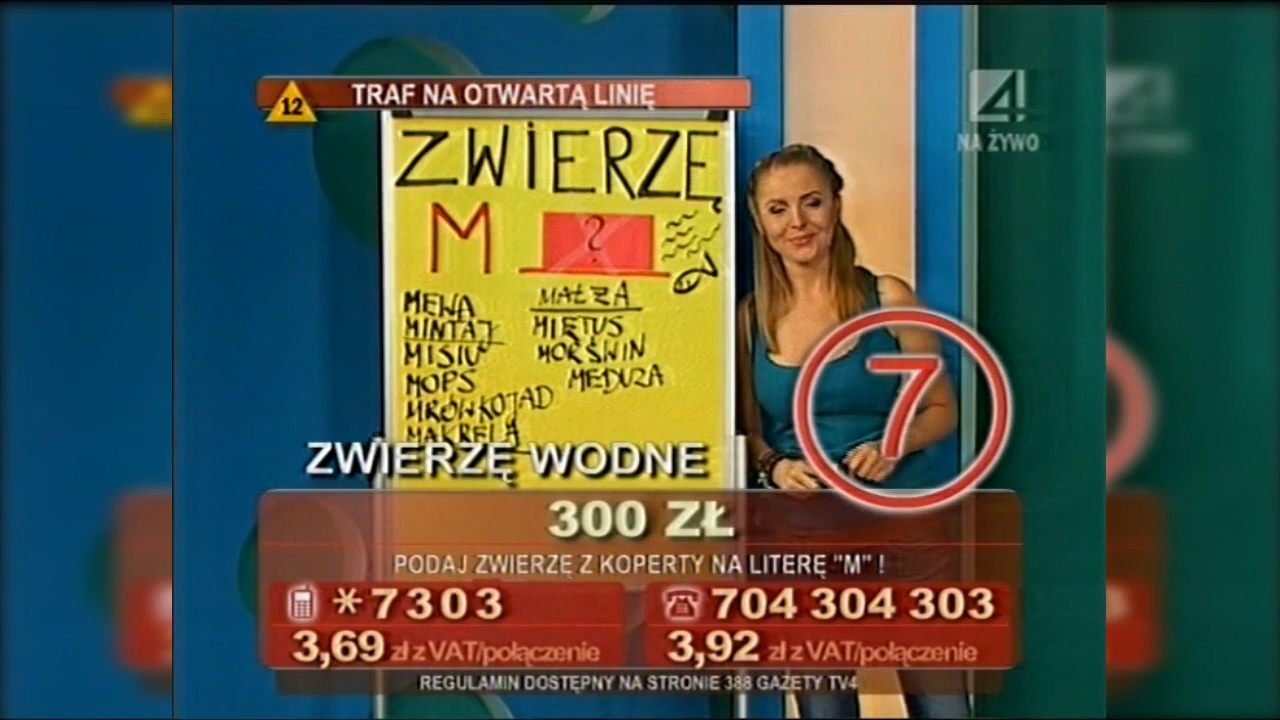 12
TRAF NA OTWARTĄ LINIĘ
4!
NA ŻYWO
ZWIERZĘ
M ?
MEWA
MINTAJ
MISIU
MOPS
MRÓWKOJAD
MAKRELA
MAŁŻA
MIĘTUS
MORŚWIN
MEDUZA
7
ZWIERZĘ WODNE
300 ZŁ
PODAJ ZWIERZĘ Z KOPERTY NA LITERĘ "M" !
*7303
704 304 303
3,69 zł z VAT/połączenie
3,92 zł z VAT/połączenie
REGULAMIN DOSTĘPNY NA STRONIE 388 GAZETY TV4